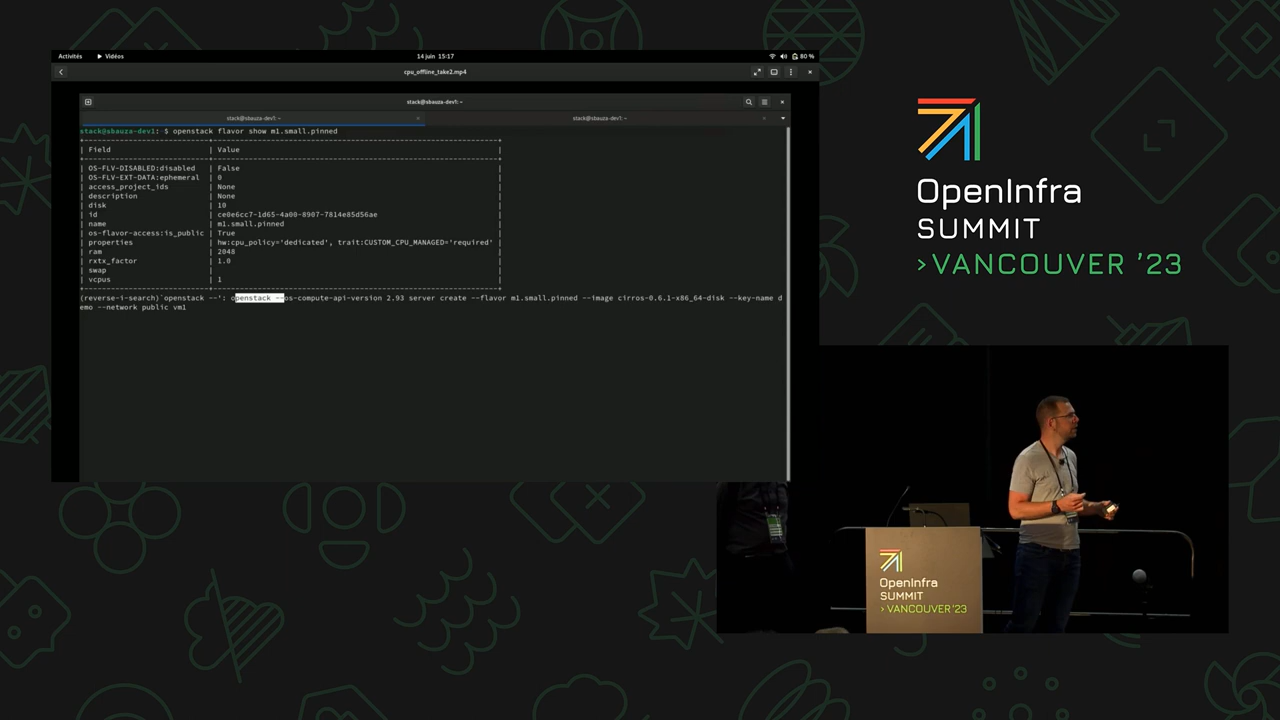 Activités
Vidéos
14 juin 15:17
80 %
cpu_offline_take2.mp4
stack@sbauza-dev1: ~
stack@sbauza-dev1: ~
stack@sbauza-dev1: ~
stack@sbauza-dev1:~$ openstack flavor show m1.small.pinned
| Field | Value |
| OS-FLV-DISABLED:disabled | False |
| OS-FLV-EXT-DATA:ephemeral | 0 |
| access_project_ids | None |
| description | None |
| disk | 10 |
| id | ce0e6cc7-1d65-4a00-8907-7814e85d56ae |
| name | m1.small.pinned |
| os-flavor-access:is_public | True |
| properties | hw:cpu_policy='dedicated', trait:CUSTOM_CPU_MANAGED='required' |
| ram | 2048 |
| rxtx_factor | 1.0 |
| swap | |
| vcpus | 1 |
(reverse-i-search)`openstack --': openstack --os-compute-api-version 2.93 server create --flavor m1.small.pinned --image cirros-0.6.1-x86_64-disk --key-name d
emo --network public vm1
OpenInfra
SUMMIT
>VANCOUVER '23
OpenInfra
SUMMIT
>VANCOUVER '23